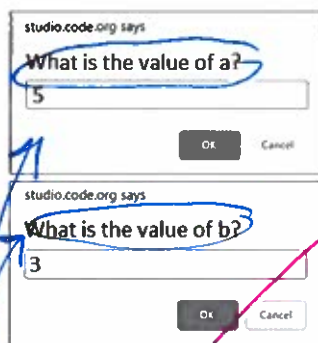 studio.code.org says
What is the value of a?
5
OK Cancel
studio.code.org says
What is the value of b?
3
OK Cancel